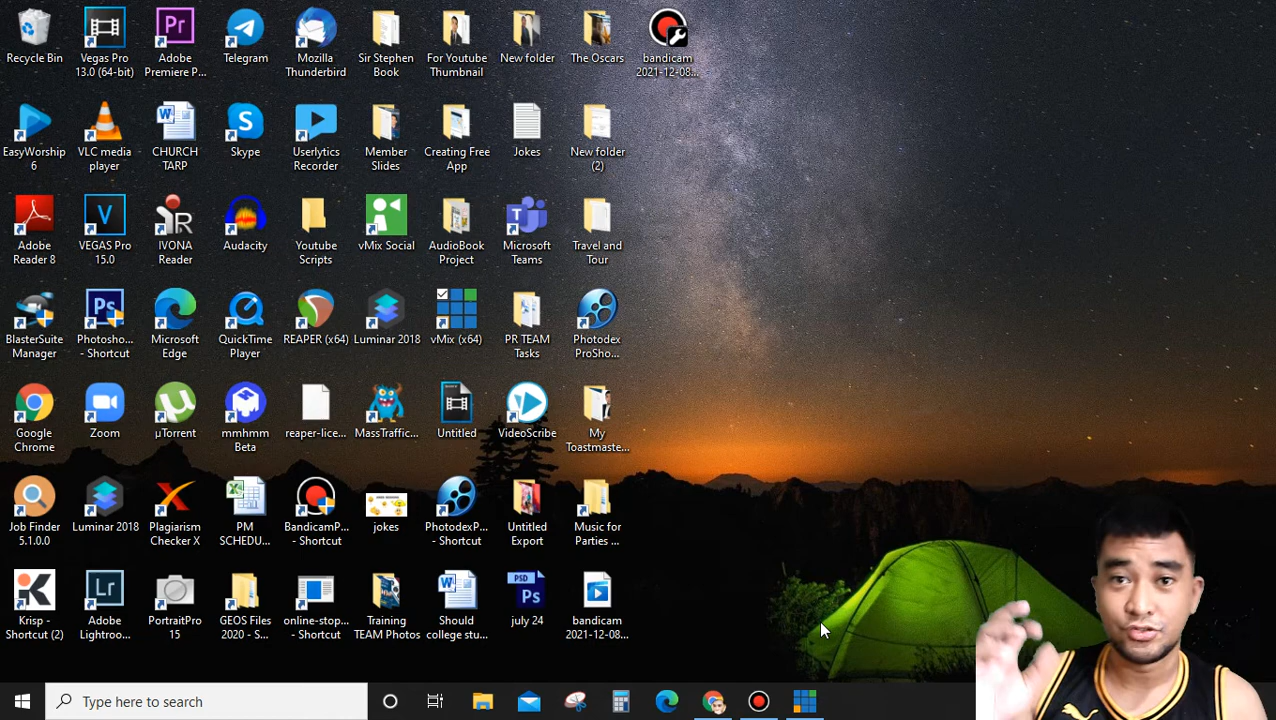 Recycle Bin
Vegas Pro
13.0 (64-bit)
Pr
Adobe
Premiere P...
Telegram
Mozilla
Thunderbird
Sir Stephen
Book
For Youtube
Thumbnail
New folder
The Oscars
bandicam
2021-12-08...
EasyWorship
6
VLC media
player
CHURCH
TARP
Skype
Userlytics
Recorder
Member
Slides
Creating Free
App
Jokes
New folder
(2)
Adobe
Reader 8
VEGAS Pro
15.0
IVONA
Reader
Audacity
Youtube
Scripts
vMix Social
AudioBook
Project
Microsoft
Teams
Travel and
Tour
BlasterSuite
Manager
Ps
Photosho...
- Shortcut
Microsoft
Edge
QuickTime
Player
REAPER (x64)
Luminar 2018
vMix (x64)
PR TEAM
Tasks
Photodex
ProSho...
Google
Chrome
Zoom
µTorrent
mmhmm
Beta
reaper-lice...
MassTraffic...
Untitled
VideoScribe
My
Toastmaste...
Job Finder
5.1.0.0
Luminar 2018
Plagiarism
Checker X
PM
SCHEDU...
BandicamP...
- Shortcut
jokes
PhotodexP...
- Shortcut
Untitled
Export
Music for
Parties ...
Krisp -
Shortcut (2)
Lr
Adobe
Lightroo...
PortraitPro
15
GEOS Files
2020 - S...
online-stop...
- Shortcut
Training
TEAM Photos
Should
college stu...
PSD
Ps
july 24
bandicam
2021-12-08...
Type here to search